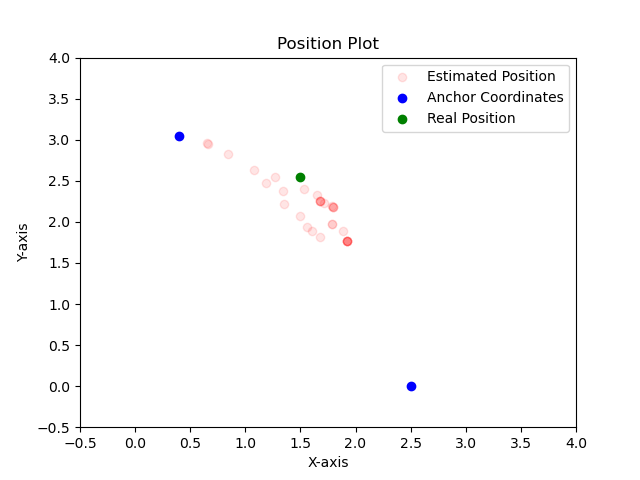 Position Plot
Estimated Position
Anchor Coordinates
Real Position
Y-axis
4.0
3.5
3.0
2.5
2.0
1.5
1.0
0.5
0.0
−0.5
−0.5 0.0 0.5 1.0 1.5 2.0 2.5 3.0 3.5 4.0
X-axis